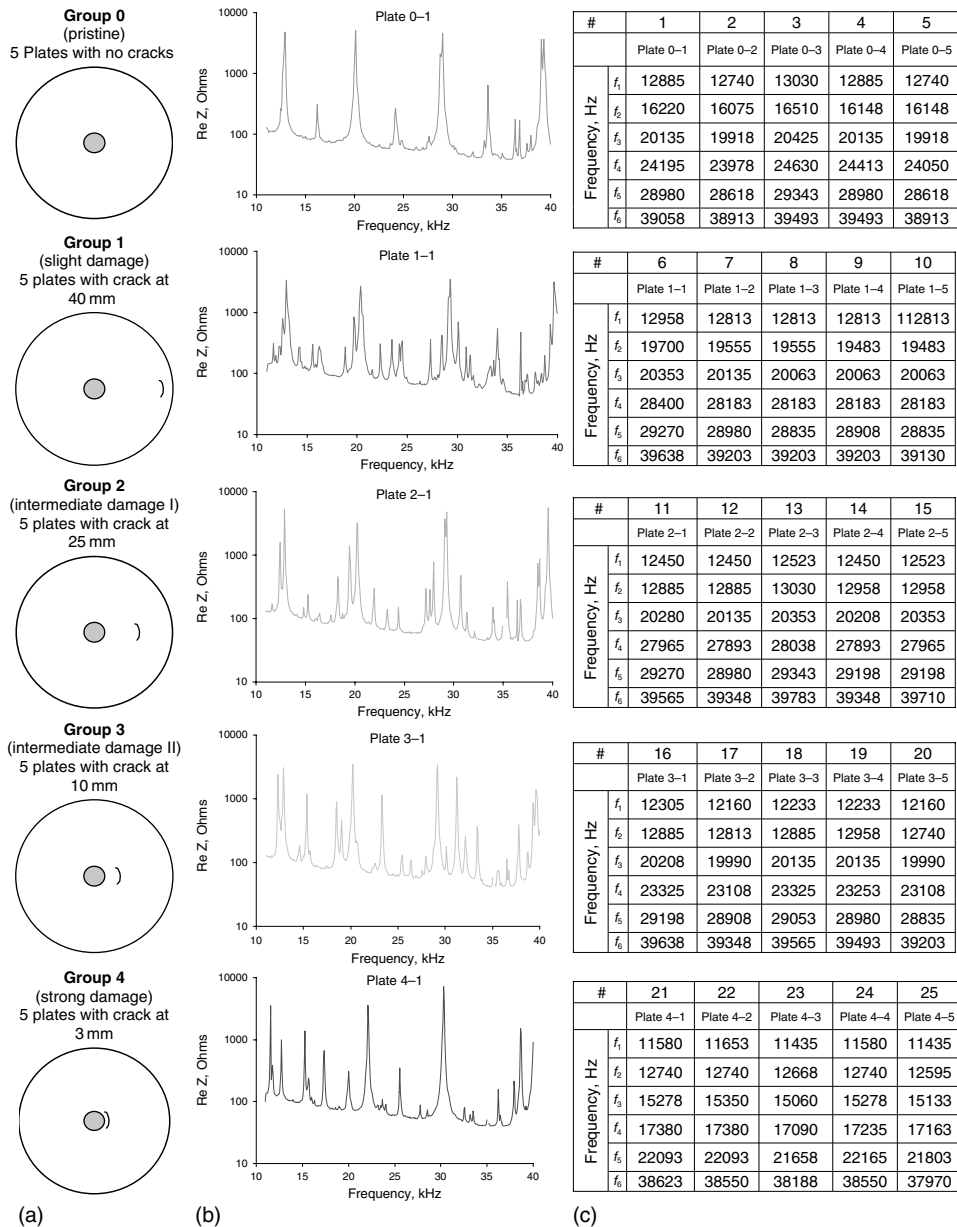 Group 0
(pristine)
5 Plates with no cracks
Plate 0–1
Re Z, Ohms
10000
1000
100
10
10 15 20 25 30 35 40
Frequency, kHz
# 1 2 3 4 5
Plate 0–1 Plate 0–2 Plate 0–3 Plate 0–4 Plate 0–5
Frequency, Hz
f1 12885 12740 13030 12885 12740
f2 16220 16075 16510 16148 16148
f3 20135 19918 20425 20135 19918
f4 24195 23978 24630 24413 24050
f5 28980 28618 29343 28980 28618
f6 39058 38913 39493 39493 38913
Group 1
(slight damage)
5 plates with crack at
40 mm
Plate 1–1
Re Z, Ohms
10000
1000
100
10
10 15 20 25 30 35 40
Frequency, kHz
# 6 7 8 9 10
Plate 1–1 Plate 1–2 Plate 1–3 Plate 1–4 Plate 1–5
Frequency, Hz
f1 12958 12813 12813 12813 112813
f2 19700 19555 19555 19483 19483
f3 20353 20135 20063 20063 20063
f4 28400 28183 28183 28183 28183
f5 29270 28980 28835 28908 28835
f6 39638 39203 39203 39203 39130
Group 2
(intermediate damage I)
5 plates with crack at
25 mm
Plate 2–1
Re Z, Ohms
10000
1000
100
10
10 15 20 25 30 35 40
Frequency, kHz
# 11 12 13 14 15
Plate 2–1 Plate 2–2 Plate 2–3 Plate 2–4 Plate 2–5
Frequency, Hz
f1 12450 12450 12523 12450 12523
f2 12885 12885 13030 12958 12958
f3 20280 20135 20353 20208 20353
f4 27965 27893 28038 27893 27965
f5 29270 28980 29343 29198 29198
f6 39565 39348 39783 39348 39710
Group 3
(intermediate damage II)
5 plates with crack at
10 mm
Plate 3–1
Re Z, Ohms
10000
1000
100
10
10 15 20 25 30 35 40
Frequency, kHz
# 16 17 18 19 20
Plate 3–1 Plate 3–2 Plate 3–3 Plate 3–4 Plate 3–5
Frequency, Hz
f1 12305 12160 12233 12233 12160
f2 12885 12813 12885 12958 12740
f3 20208 19990 20135 20135 19990
f4 23325 23108 23325 23253 23108
f5 29198 28908 29053 28980 28835
f6 39638 39348 39565 39493 39203
Group 4
(strong damage)
5 plates with crack at
3 mm
Plate 4–1
Re Z, Ohms
10000
1000
100
10
10 15 20 25 30 35 40
Frequency, kHz
# 21 22 23 24 25
Plate 4–1 Plate 4–2 Plate 4–3 Plate 4–4 Plate 4–5
Frequency, Hz
f1 11580 11653 11435 11580 11435
f2 12740 12740 12668 12740 12595
f3 15278 15350 15060 15278 15133
f4 17380 17380 17090 17235 17163
f5 22093 22093 21658 22165 21803
f6 38623 38550 38188 38550 37970
(a) (b) (c)